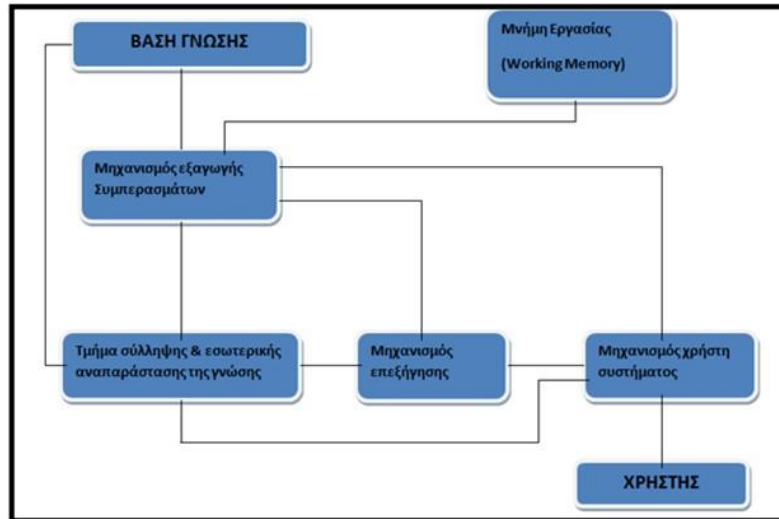 ΒΑΣΗ ΓΝΩΣΗΣ
Μνήμη Εργασίας
(Working Memory)
Μηχανισμός εξαγωγής
Συμπερασμάτων
Τμήμα σύλληψης & εσωτερικής
αναπαράστασης της γνώσης
Μηχανισμός
επεξήγησης
Μηχανισμός χρήστη
συστήματος
ΧΡΗΣΤΗΣ